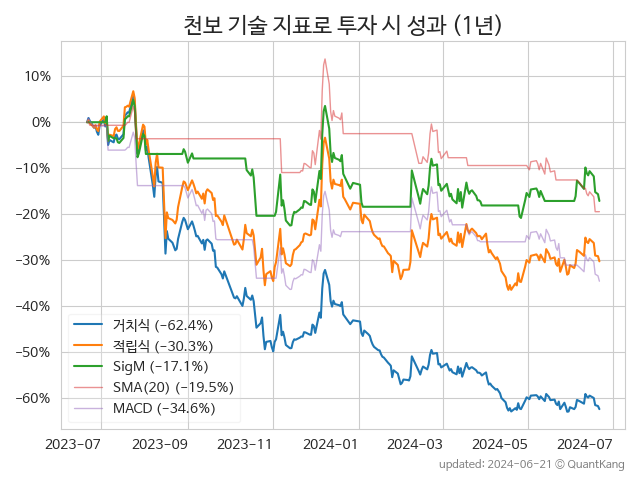 천보 기술 지표로 투자 시 성과 (1년)
10%
0%
−10%
−20%
−30%
−40%
−50%
−60%
거치식 (−62.4%)
적립식 (−30.3%)
SigM (−17.1%)
SMA(20) (−19.5%)
MACD (−34.6%)
2023−07 2023−09 2023−11 2024−01 2024−03 2024−05 2024−07
updated: 2024−06−21 © QuantKang